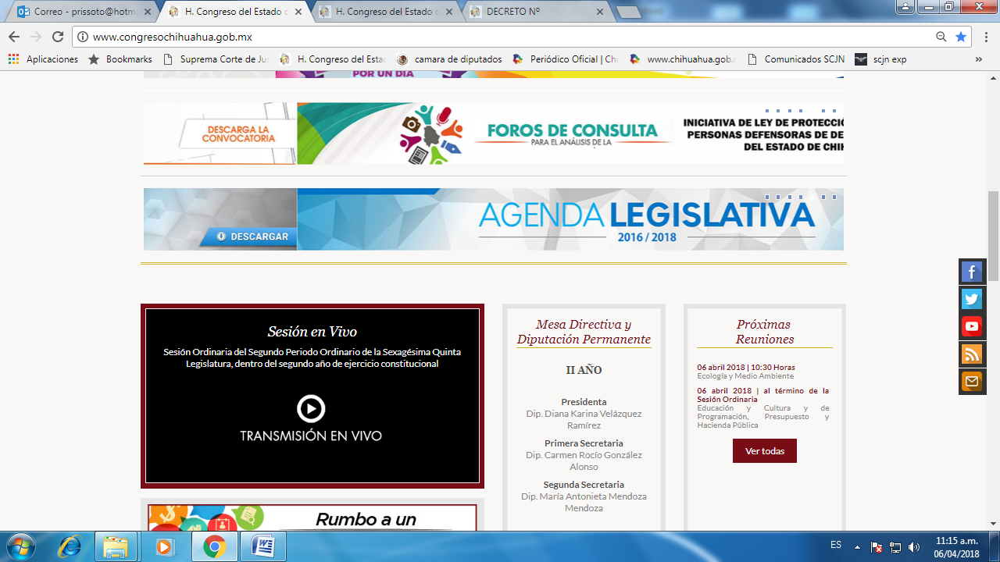 Correo - prissoto@hotm
H. Congreso del Estado d
H. Congreso del Estado d
DECRETO Nº
www.congresochihuahua.gob.mx
Aplicaciones
Bookmarks
Suprema Corte de Jus
H. Congreso del Estad
camara de diputados
Periódico Oficial | Chi
www.chihuahua.gob.m
Comunicados SCJN
scjn exp
»
POR UN DIA
DESCARGA LA
CONVOCATORIA
FOROS DE CONSULTA
PARA EL ANÁLISIS DE LA
INICIATIVA DE LEY DE PROTECCIÓ
PERSONAS DEFENSORAS DE DE
DEL ESTADO DE CHI
DESCARGAR
AGENDA LEGISLATIVA
2016 / 2018
Sesión en Vivo
Sesión Ordinaria del Segundo Periodo Ordinario de la Sexagésima Quinta
Legislatura, dentro del segundo año de ejercicio constitucional
TRANSMISIÓN EN VIVO
Rumbo a un
Mesa Directiva y
Diputación Permanente
II AÑO
Presidenta
Dip. Diana Karina Velázquez
Ramírez
Primera Secretaria
Dip. Carmen Rocío González
Alonso
Segunda Secretaria
Dip. María Antonieta Mendoza
Mendoza
Próximas
Reuniones
06 abril 2018 | 10:30 Horas
Ecología y Medio Ambiente
06 abril 2018 | al término de la
Sesión Ordinaria
Educación y Cultura y de
Programación, Presupuesto y
Hacienda Pública
Ver todas
ES
11:15 a.m.
06/04/2018